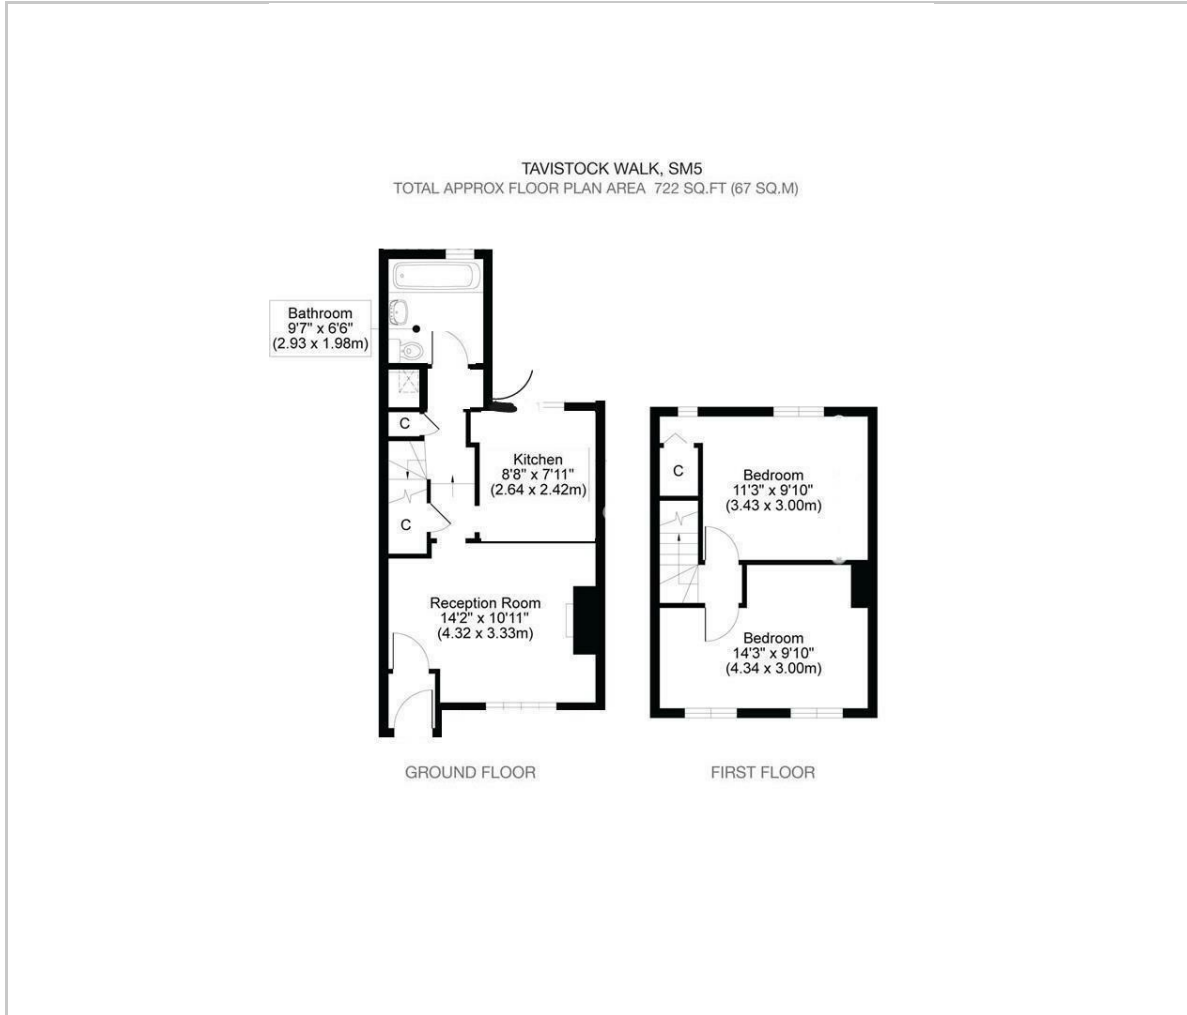 TAVISTOCK WALK, SM5
TOTAL APPROX FLOOR PLAN AREA 722 SQ.FT (67 SQ.M)
Bathroom
9'7" x 6'6"
(2.93 x 1.98m)
C
Kitchen
8'8" x 7'11"
(2.64 x 2.42m)
C
Reception Room
14'2" x 10'11"
(4.32 x 3.33m)
GROUND FLOOR
C
Bedroom
11'3" x 9'10"
(3.43 x 3.00m)
Bedroom
14'3" x 9'10"
(4.34 x 3.00m)
FIRST FLOOR